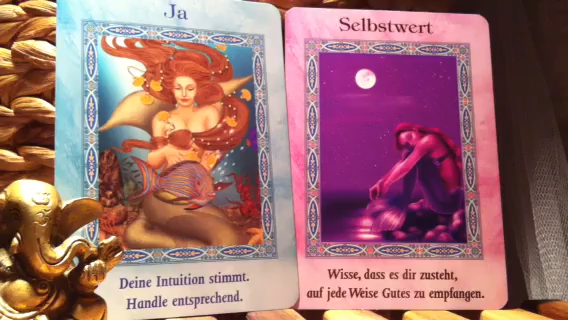 Ja
Deine Intuition stimmt.
Handle entsprechend.
Selbstwert
Wisse, dass es dir zusteht,
auf jede Weise Gutes zu empfangen.